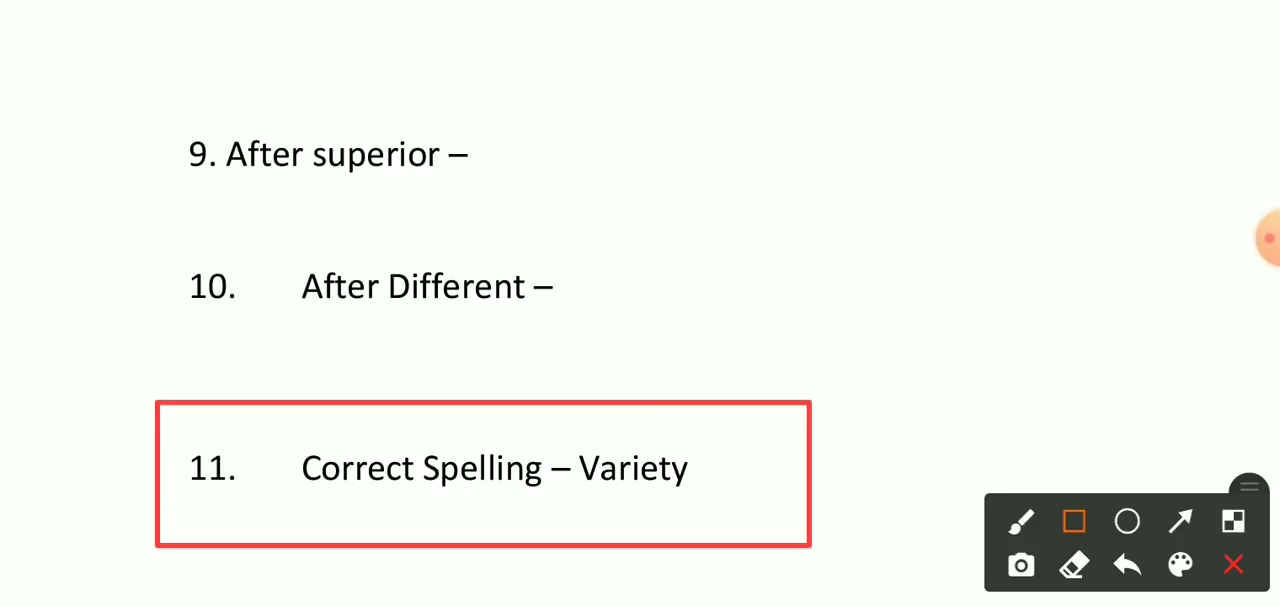 9. After superior –
10. After Different –
11. Correct Spelling – Variety